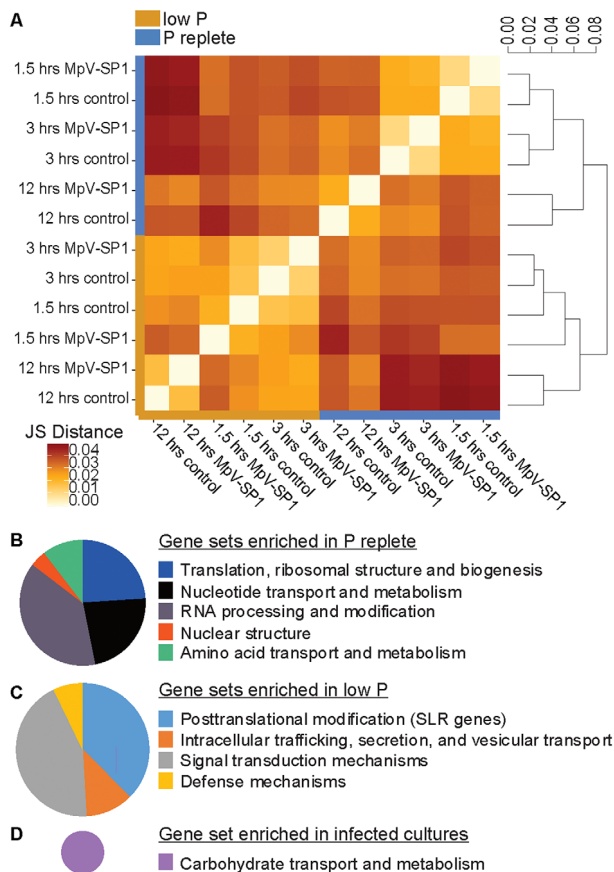 A
low P
P replete
0.00
0.02
0.04
0.06
0.08
1.5 hrs MpV-SP1
1.5 hrs control
3 hrs MpV-SP1
3 hrs control
12 hrs MpV-SP1
12 hrs control
3 hrs MpV-SP1
3 hrs control
1.5 hrs control
1.5 hrs MpV-SP1
12 hrs MpV-SP1
12 hrs control
12 hrs control
12 hrs MpV-SP1
1.5 hrs MpV-SP1
1.5 hrs control
3 hrs control
3 hrs MpV-SP1
12 hrs control
12 hrs MpV-SP1
3 hrs control
3 hrs MpV-SP1
1.5 hrs control
1.5 hrs MpV-SP1
JS Distance
0.04
0.03
0.02
0.01
0.00
B
Gene sets enriched in P replete
Translation, ribosomal structure and biogenesis
Nucleotide transport and metabolism
RNA processing and modification
Nuclear structure
Amino acid transport and metabolism
C
Gene sets enriched in low P
Posttranslational modification (SLR genes)
Intracellular trafficking, secretion, and vesicular transport
Signal transduction mechanisms
Defense mechanisms
D
Gene set enriched in infected cultures
Carbohydrate transport and metabolism